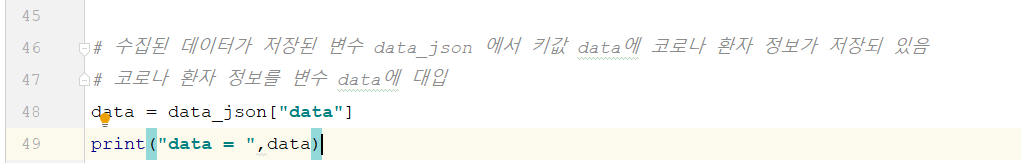 45
46 # 수집된 데이터가 저장된 변수 data_json 에서 키값 data에 코로나 환자 정보가 저장되 있음
47 # 코로나 환자 정보를 변수 data에 대입
48 data = data_json["data"]
49 print("data = ",data)